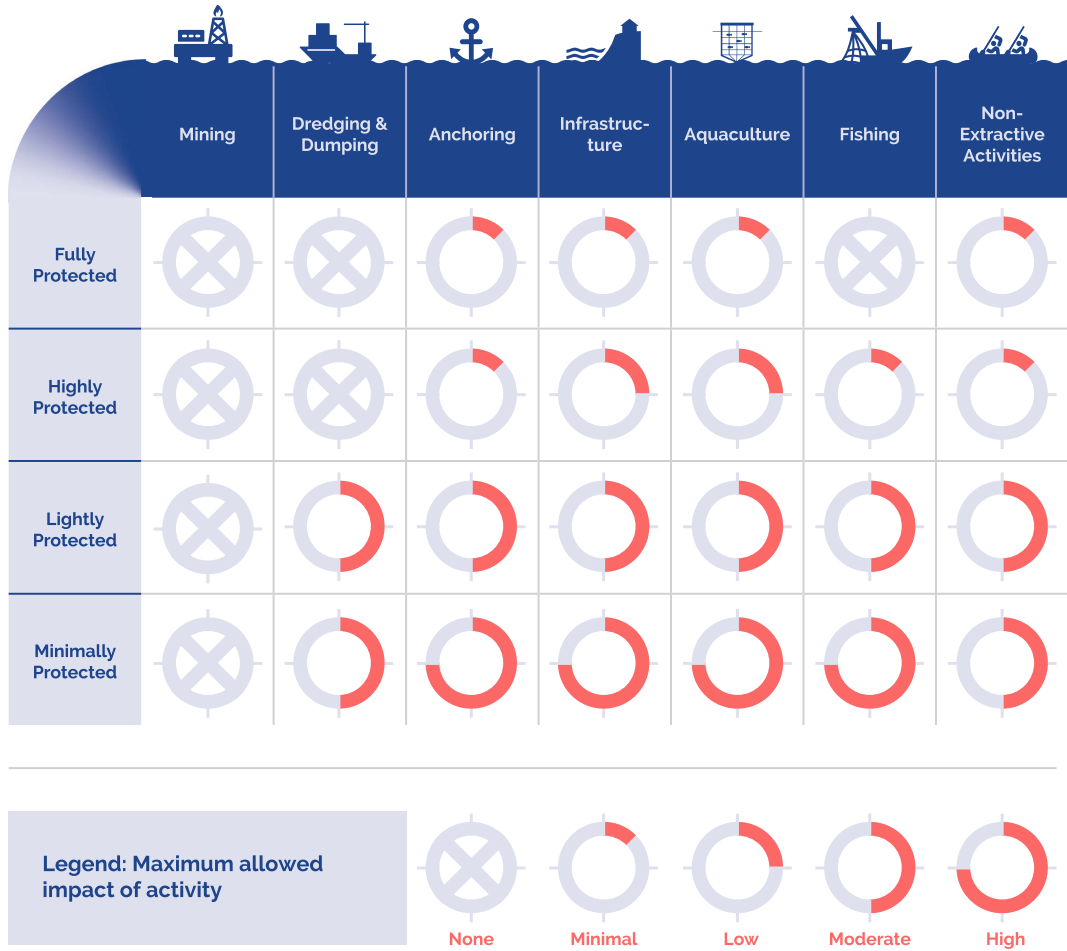 Mining
Dredging &
Dumping
Anchoring
Infrastruc-
ture
Aquaculture
Fishing
Non-
Extractive
Activities
Fully
Protected
Highly
Protected
Lightly
Protected
Minimally
Protected
Legend: Maximum allowed
impact of activity
None
Minimal
Low
Moderate
High